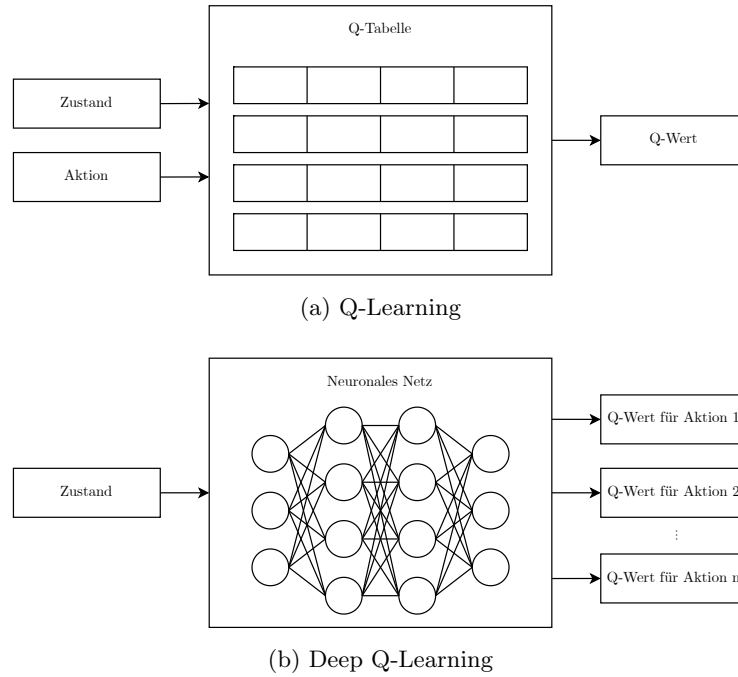 Q-Tabelle
Zustand
Aktion
Q-Wert
(a) Q-Learning
Neuronales Netz
Zustand
Q-Wert für Aktion 1
Q-Wert für Aktion 2
⋮
Q-Wert für Aktion n
(b) Deep Q-Learning